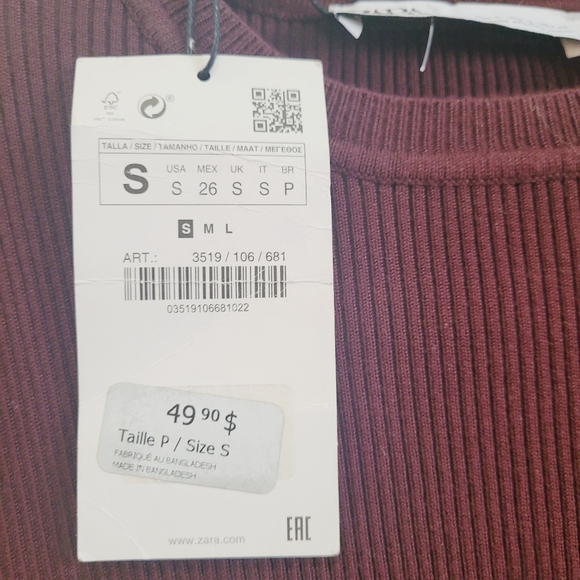 TALLA / SIZE / TAMANHO / TAILLE / MAAT / ΜΕΓΕΘΟΣ
S
USA MEX UK IT BR
S 26 S S P
S M L
ART.: 3519 / 106 / 681
03519106681022
49 90 $
Taille P / Size S
FABRIQUÉ AU BANGLADESH
MADE IN BANGLADESH
www.zara.com
EAC